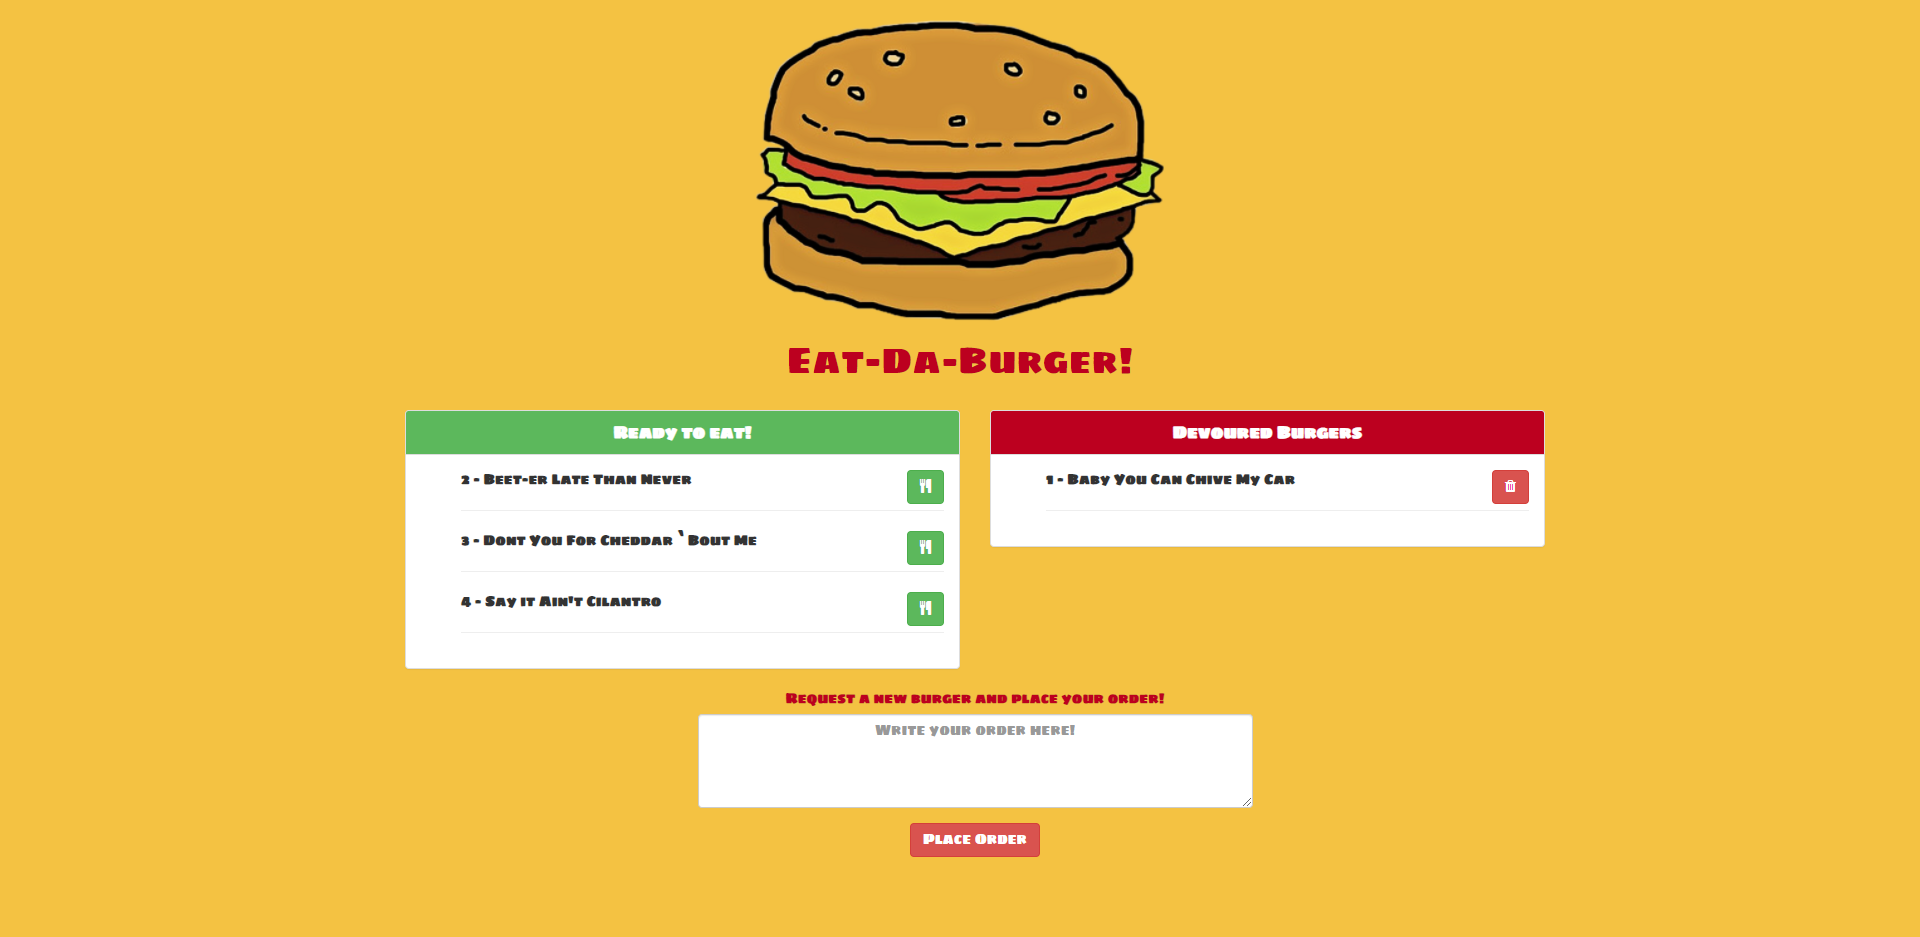 Eat-Da-Burger!
Ready to eat!
2 - Beet-er Late Than Never
3 - Dont You For Cheddar `Bout Me
4 - Say it Ain't Cilantro
Devoured Burgers
1 - Baby You Can Chive My Car
Request a new burger and place your order!
Write your order here!
Place Order